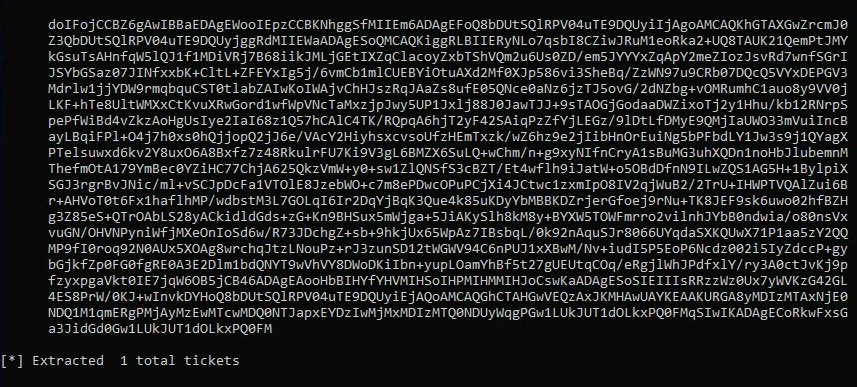 doIFojCCBZ6gAwIBBaEDAgEWooIEpzCCBKNhggSfMIIEm6ADAgEFoQ8bDUtSQlRPV04uTE9DQUyiIjAgoAMCAQKhGTAXGwZrcmJ0
Z3QbDUtSQlRPV04uTE9DQUyjggRdMIIEWaADAgESoQMCAQKiggRLBIIERyNLo7qsbI8CZiwJRuM1eoRka2+UQ8TAUK21QemPtJMY
kGsuTsAHnfqW5lQJ1f1MDiVRj7B68iikJMLjGEtIXZqClacoyZxbTShVQm2u6Us0ZD/em5JYYYxZqApY2meZIozJsvRd7wnfSGrI
JSYbGSaz07JINfxxbK+CltL+ZFEYxIg5j/6vmCb1mlCUEBYiOtuAXd2Mf0XJp586vi3SheBq/ZzWN97u9CRb07DQcQ5VYxDEPGV3
Mdrlw1jjYDW9rmqbquCST0tlabZAIwKoIWAjvChHJszRqJAaZs8ufE05QNce0aNz6jzTJ5ovG/2dNZbg+vOMRumhC1auo8y9VV0j
LKF+hTe8UltWMXxCtKvuXRwGord1wfWpVNcTaMxzjpJwy5UP1Jxlj88J0JawTJJ+9sTAOGjGodaaDWZixoTj2y1Hhu/kb12RNrpS
pePfWiBd4vZkzAoHgUsIye2IaI68z1Q57hCAlC4TK/RQpqA6hjT2yF42SAiqPzZfYjLEGz/9lDtLfDMyE9QMjIaUWO33mVuiIncB
ayLBqiFPl+O4j7h0xs0hQjjopQ2jJ6e/VAcY2HiyhsxcvsoUfzHEmTxzk/wZ6hz9e2jIibHnOrEuiNg5bPFbdLY1Jw3s9j1QYagX
PTelsuwxd6kv2Y8uxO6A8Bxfz7z48RkulrFU7Ki9V3gL6BMZX6SuLQ+wChm/n+g9xyNIfnCryA1sBuMG3uhXQDn1noHbJlubemnM
ThefmOtA179YmBec0YZiHC77ChjA625QkzVmW+y0+sw1ZlQNSfS3cBZT/Et4wflh9iJatW+o5OBdDfnN9ILwZQS1AG5H+1BylpiX
SGJ3rgrBvJNic/ml+vSCJpDcFa1VTOlE8JzebWO+c7m8ePDwcOPuPCjXi4JCtwc1zxmIpO8IV2qjWuB2/2TrU+IHWPTVQAlZui6B
r+AHVoT0t6Fx1haflhMP/wdbstM3L7GOLqI6Ir2DqYjBqK3Que4k85uKDyYbMBBKDZrjerGfoej9rNu+TK8JEF9sk6uwo02hfBZH
g3Z85eS+QTrOAbLS28yACkidldGds+zG+Kn9BHSux5mWjga+5JiAKySlh8kM8y+BYXW5TOWFmrro2vilnhJYbB0ndwia/o80nsVx
vuGN/OHVNPyniWfjMXeOnIoSd6w/R73JDchgZ+sb+9hkjUx65WpAz7IBsbqL/0k92nAquSJr8066UYqdaSXKQUwX71P1aa5zY2QQ
MP9fI0roq92N0AUx5XOAg8wrchqJtzLNouPz+rJ3zunSD12tWGWV94C6nPUJ1xXBwM/Nv+iudI5P5EoP6Ncdz002i5IyZdccP+gy
bGjkfZp0FG0fgRE0A3E2Dlm1bdQNYT9wVhVY8DWoDKiIbn+yupLOamYhBf5t27gUEUtqCOq/eRgjlWhJPdfxlY/ry3A0ctJvKj9p
fzyxpgaVkt0IE7jqW6OB5jCB46ADAgEAooHbBIHYfYHVMIHSoIHPMIHMMIHJoCswKaADAgESoSIEIIIsRRzzWz0Ux7yWVKzG42GL
4ES8PrW/0KJ+wInvkDYHoQ8bDUtSQlRPV04uTE9DQUyiEjAQoAMCAQGhCTAHGwVEQzAxJKMHAwUAYKEAAKURGA8yMDIzMTAxNjE0
NDQ1M1qmERgPMjAyMzEwMTcwMDQ0NTJapxEYDzIwMjMxMDIzMTQ0NDUyWqgPGw1LUkJUT1dOLkxPQ0FMqSIwIKADAgECoRkwFxsG
a3JidGd0Gw1LUkJUT1dOLkxPQ0FM
[*] Extracted 1 total tickets